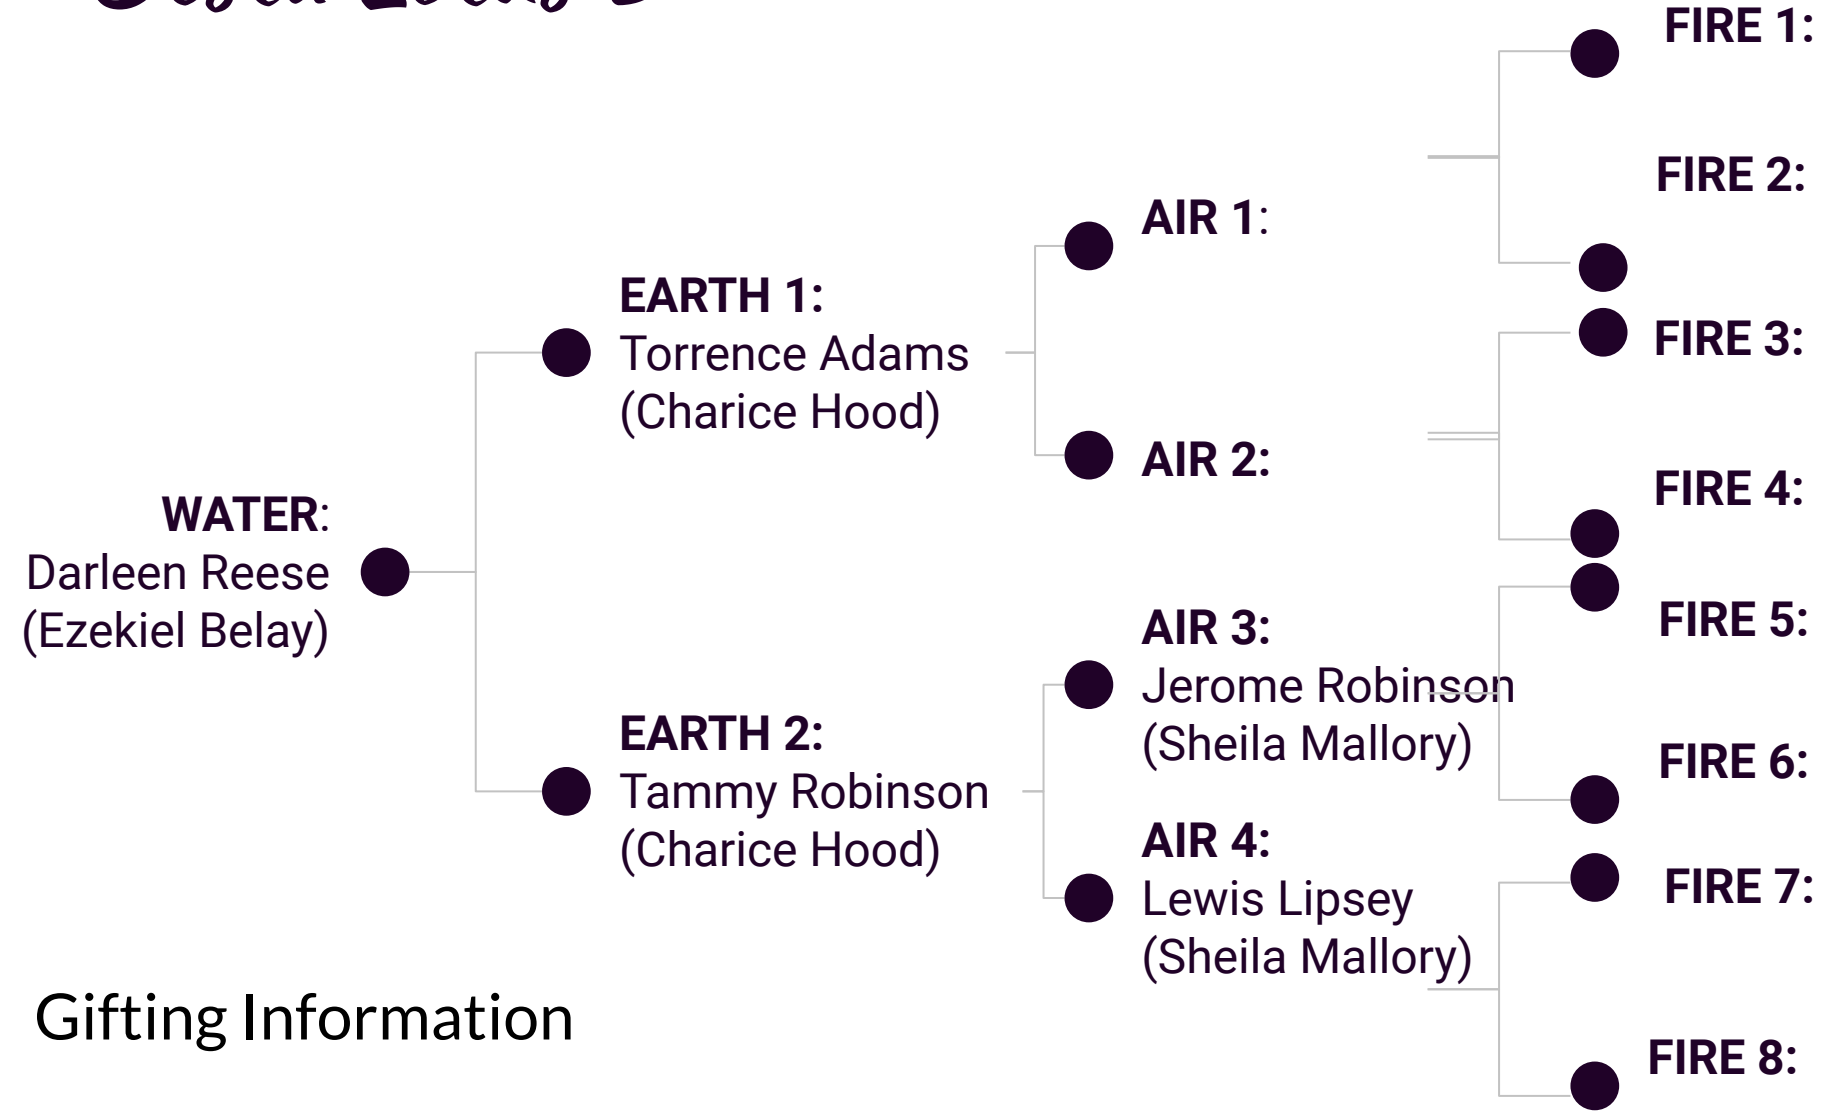 WATER:
Darleen Reese
(Ezekiel Belay)
EARTH 1:
Torrence Adams
(Charice Hood)
EARTH 2:
Tammy Robinson
(Charice Hood)
AIR 1:
AIR 2:
AIR 3:
Jerome Robinson
(Sheila Mallory)
AIR 4:
Lewis Lipsey
(Sheila Mallory)
FIRE 1:
FIRE 2:
FIRE 3:
FIRE 4:
FIRE 5:
FIRE 6:
FIRE 7:
FIRE 8:
Gifting Information